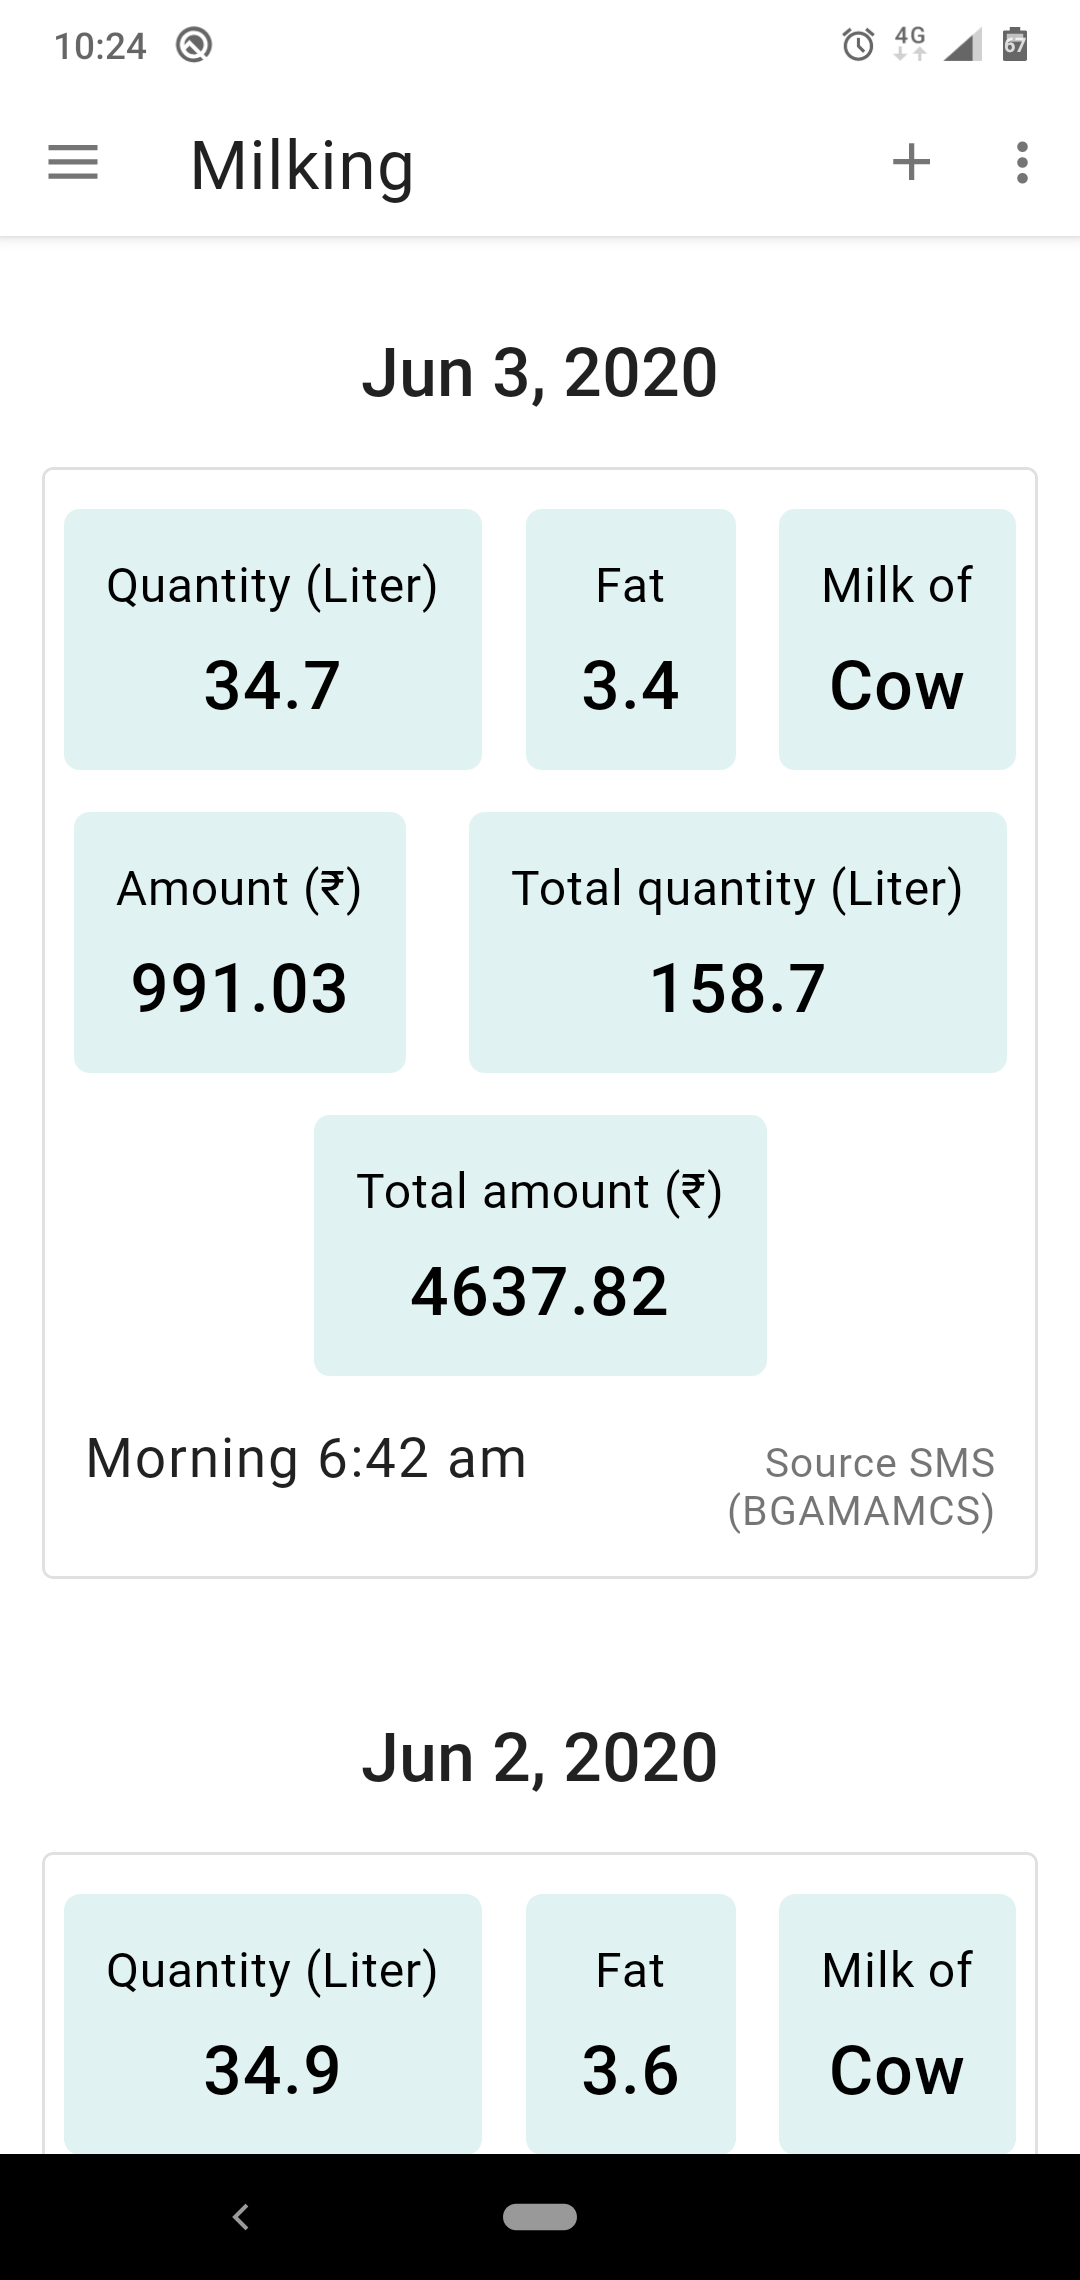 10:24
4G
67
Milking
Jun 3, 2020
Quantity (Liter)
34.7
Fat
3.4
Milk of
Cow
Amount (₹)
991.03
Total quantity (Liter)
158.7
Total amount (₹)
4637.82
Morning 6:42 am
Source SMS
(BGAMAMCS)
Jun 2, 2020
Quantity (Liter)
34.9
Fat
3.6
Milk of
Cow